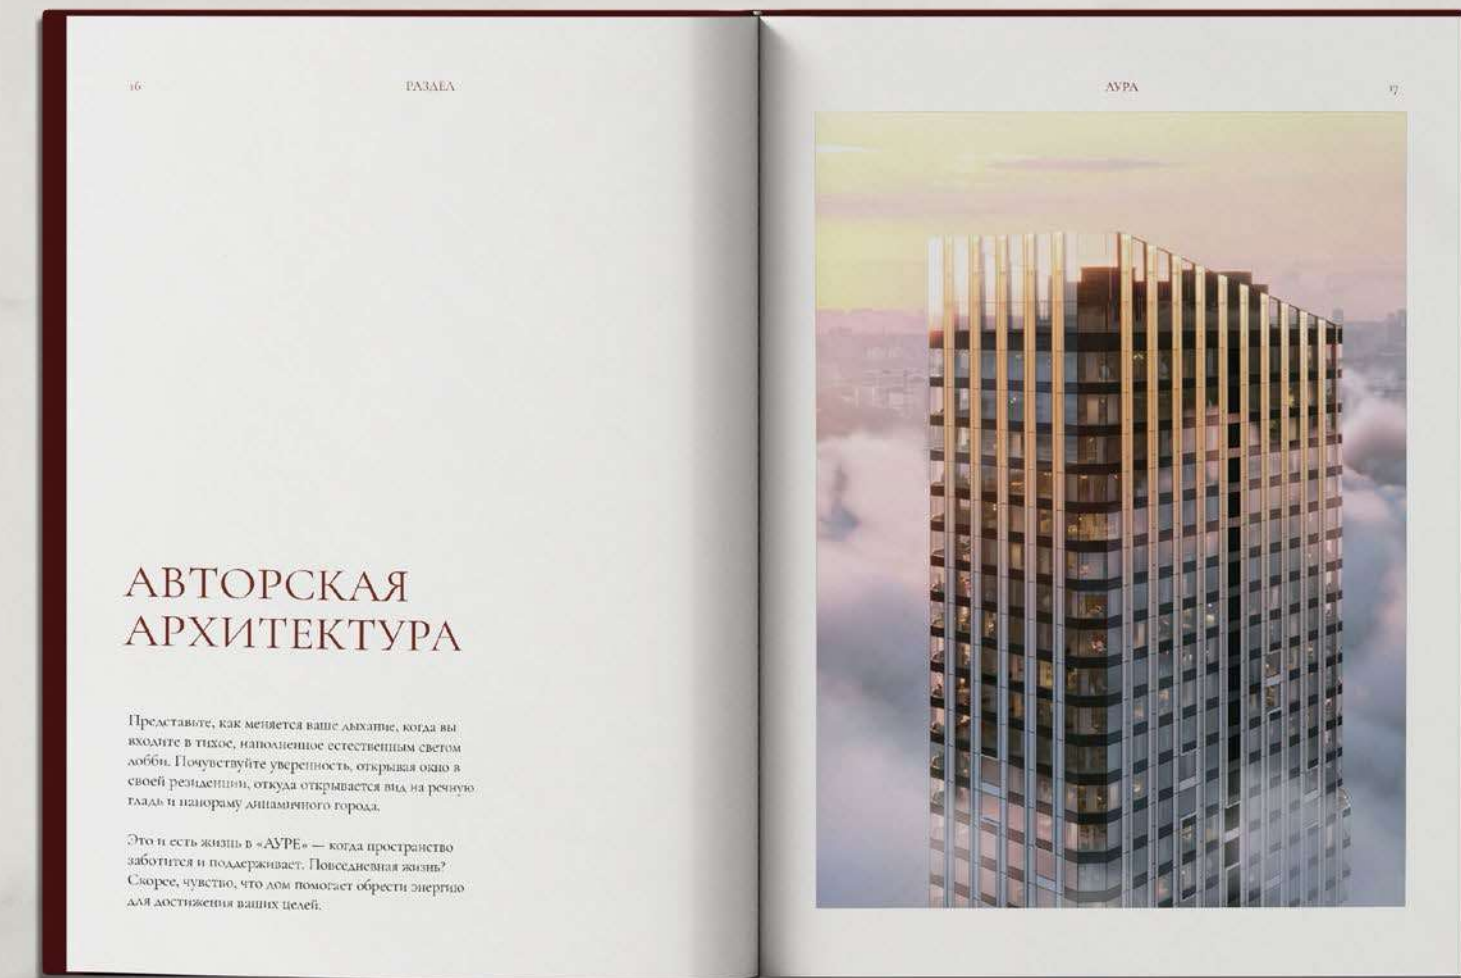 16
РАЗДЕЛ
АВТОРСКАЯ
АРХИТЕКТУРА
Представьте, как меняется ваше дыхание, когда вы
входите в тихое, наполненное естественным светом
лобби. Почувствуйте уверенность, открывая окно в
своей резиденции, откуда открывается вид на речную
гладь и панораму динамичного города.
Это и есть жизнь в «АУРЕ» — когда пространство
заботится и поддерживает. Повседневная жизнь?
Скорее, чувство, что дом помогает обрести энергию
для достижения ваших целей.
АУРА
17